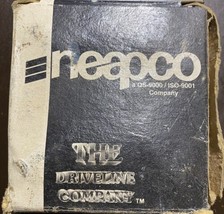 neapco
a QS-9000 / ISO-9001
Company
THE
DRIVELINE
COMPANY™